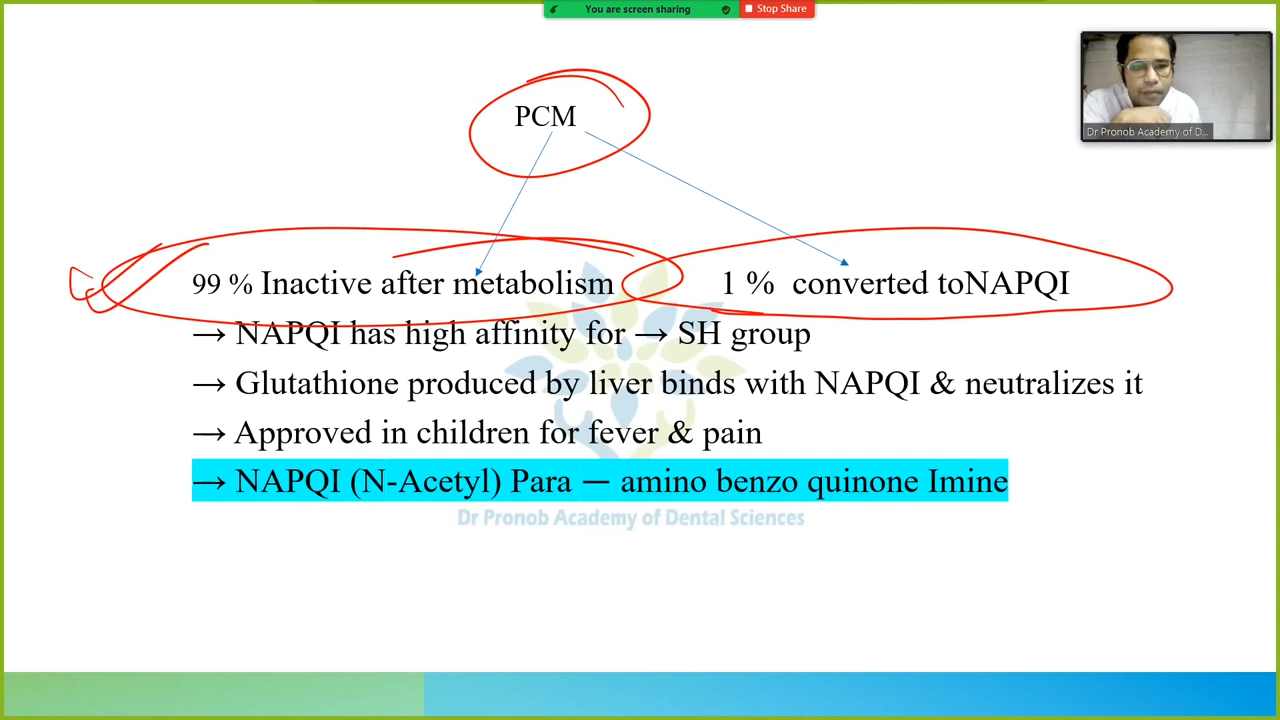 You are screen sharing
Stop Share
PCM
Dr Pronob Academy of D...
99 % Inactive after metabolism
1 % converted toNAPQI
→ NAPQI has high affinity for → SH group
→ Glutathione produced by liver binds with NAPQI & neutralizes it
→ Approved in children for fever & pain
→ NAPQI (N-Acetyl) Para — amino benzo quinone Imine
Dr Pronob Academy of Dental Sciences